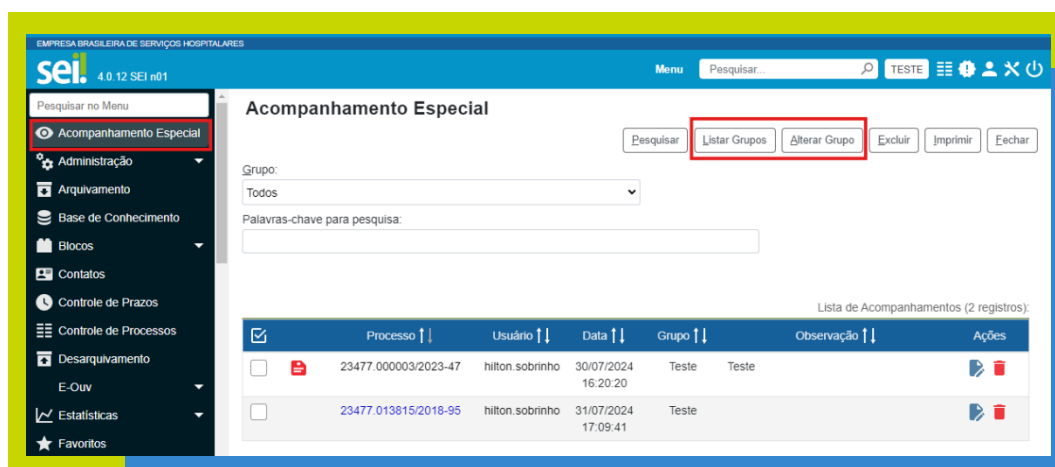 EMPRESA BRASILEIRA DE SERVIÇOS HOSPITALARES
sei! 4.0.12 SEI n01
Menu Pesquisar... TESTE
Pesquisar no Menu
Acompanhamento Especial
Administração
Arquivamento
Base de Conhecimento
Blocos
Contatos
Controle de Prazos
Controle de Processos
Desarquivamento
E-Ouv
Estatísticas
Favoritos
Acompanhamento Especial
Pesquisar Listar Grupos Alterar Grupo Excluir Imprimir Fechar
Grupo:
Todos
Palavras-chave para pesquisa:
Lista de Acompanhamentos (2 registros):
Processo Usuário Data Grupo Observação Ações
23477.000003/2023-47 hilton.sobrinho 30/07/2024 Teste Teste
16:20:20
23477.013815/2018-95 hilton.sobrinho 31/07/2024 Teste
17:09:41